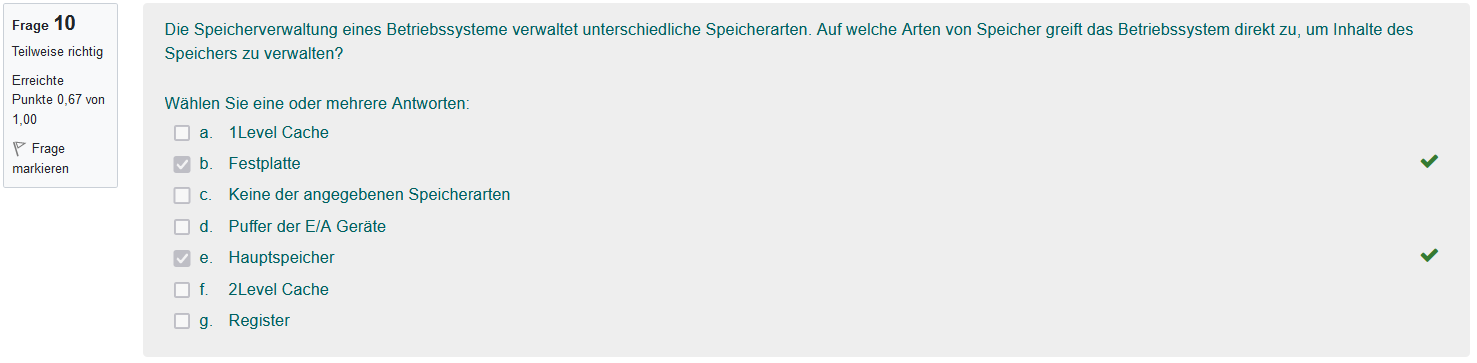 Frage 10
Teilweise richtig
Erreichte
Punkte 0,67 von
1,00
Frage
markieren
Die Speicherverwaltung eines Betriebssysteme verwaltet unterschiedliche Speicherarten. Auf welche Arten von Speicher greift das Betriebssystem direkt zu, um Inhalte des
Speichers zu verwalten?
Wählen Sie eine oder mehrere Antworten:
a. 1Level Cache
b. Festplatte
c. Keine der angegebenen Speicherarten
d. Puffer der E/A Geräte
e. Hauptspeicher
f. 2Level Cache
g. Register